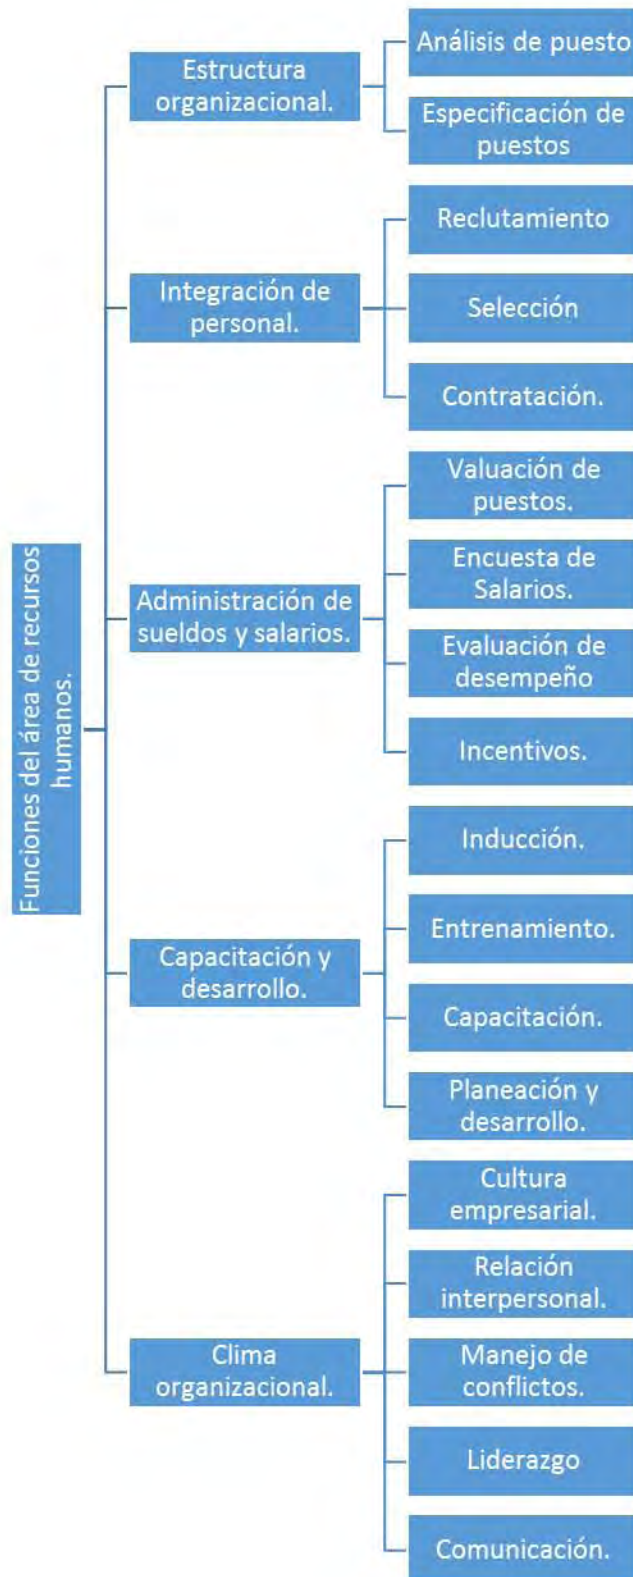 Funciones del área de recursos
humanos.
Estructura
organizacional.
Análisis de puesto
Especificación de
puestos
Integración de
personal.
Reclutamiento
Selección
Contratación.
Administración de
sueldos y salarios.
Valuación de
puestos.
Encuesta de
Salarios.
Evaluación de
desempeño
Incentivos.
Capacitación y
desarrollo.
Inducción.
Entrenamiento.
Capacitación.
Planeación y
desarrollo.
Clima
organizacional.
Cultura
empresarial.
Relación
interpersonal.
Manejo de
conflictos.
Liderazgo
Comunicación.